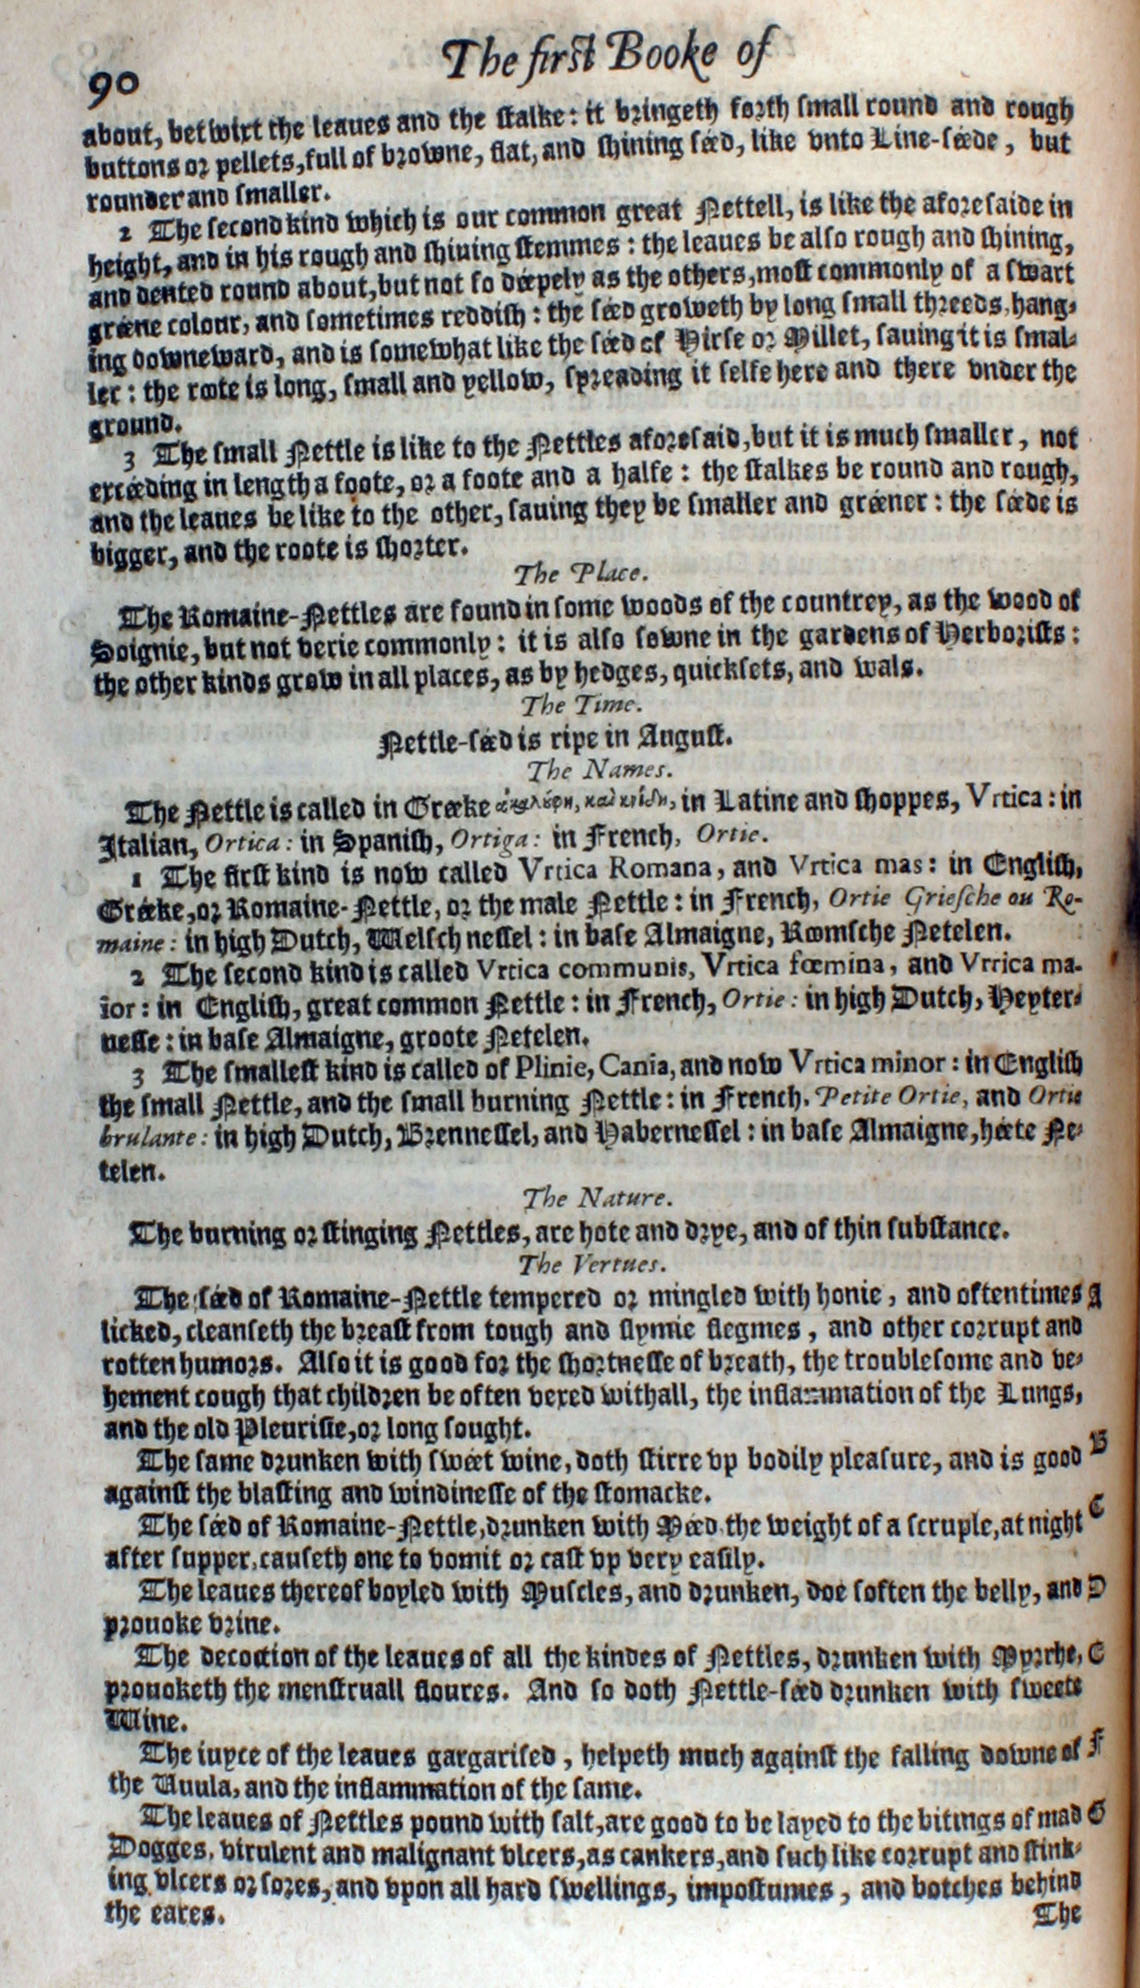 90 The first Booke of
about, betwixt the leaues and the stalke: it bringeth forth small round and rough
buttons or pellets, full of browne, flat, and shining séed, like vnto Line-séede, but
rounder and smaller.
2 The second kind which is our common great Nettell, is like the aforesaide in
height, and in his rough and shining stemmes: the leaues be also rough and shining,
and dented round about, but not so déepely as the others, most commonly of a swart
gréene colour, and sometimes reddish: the séed groweth by long small threeds, hang-
ing downeward, and is somewhat like the séed of Hirse or Millet, sauing it is smal-
ler: the roote is long, small and yellow, spreading it selfe here and there vnder the
ground.
3 The small Nettle is like to the Nettles aforesaid, but it is much smaller, not
excéeding in length a foote, or a foote and a halfe: the stalkes be round and rough,
and the leaues be like to the other, sauing they be smaller and gréener: the séede is
bigger, and the roote is shorter.
The Place.
The Romaine-Nettles are found in some woods of the countrey, as the wood of
Soignie, but not verie commonly: it is also sowne in the gardens of Herborists:
the other kinds grow in all places, as by hedges, quicksets, and wals.
The Time.
Nettle-séed is ripe in August.
The Names.
The Nettle is called in Gréeke ἀκαλύφη, καὶ κνίδη, in Latine and shoppes, Vrtica: in
Italian, Ortica: in Spanish, Ortiga: in French, Ortie.
1 The first kind is now called Vrtica Romana, and Vrtica mas: in English,
Gréeke, or Romaine-Nettle, or the male Nettle: in French, Ortie Griesche ou Ro-
maine: in high Dutch, Welsch nessel: in base Almaigne, Roomsche Netelen.
2 The second kind is called Vrtica communis, Vrtica fœmina, and Vrtica ma-
ior: in English, great common Nettle: in French, Ortie: in high Dutch, Heyter-
nesse: in base Almaigne, groote Netelen.
3 The smallest kind is called of Plinie, Cania, and now Vrtica minor: in English
the small Nettle, and the small burning Nettle: in French, Petite Ortie, and Ortie
brulante: in high Dutch, Brennessel, and Habernessel: in base Almaigne, héete Ne-
telen.
The Nature.
The burning or stinging Nettles, are hote and drye, and of thin substance.
The Vertues.
The séed of Romaine-Nettle tempered or mingled with honie, and oftentimes A
licked, cleanseth the breast from tough and slymie flegmes, and other corrupt and
rotten humors. Also it is good for the shortnesse of breath, the troublesome and ve-
hement cough that children be often vexed withall, the inflammation of the Lungs,
and the old Pleurisie, or long sought.
The same drunken with swéet wine, doth stirre vp bodily pleasure, and is good B
against the blasting and windinesse of the stomacke.
The séed of Romaine-Nettle, drunken with Méed the weight of a scruple, at night C
after supper, causeth one to vomit or cast vp very easily.
The leaues thereof boyled with Muscles, and drunken, doe soften the belly, and D
prouoke vrine.
The decoction of the leaues of all the kindes of Nettles, drunken with Myrrhe, E
prouoketh the menstruall floures. And so doth Nettle-séed drunken with sweete
Wine.
The iuyce of the leaues gargarised, helpeth much against the falling downe of F
the Uuula, and the inflammation of the same.
The leaues of Nettles pound with salt, are good to be layed to the bitings of mad G
Dogges, virulent and malignant vlcers, as cankers, and such like corrupt and stink-
ing vlcers or sores, and vpon all hard swellings, impostumes, and botches behind
the eares.
The